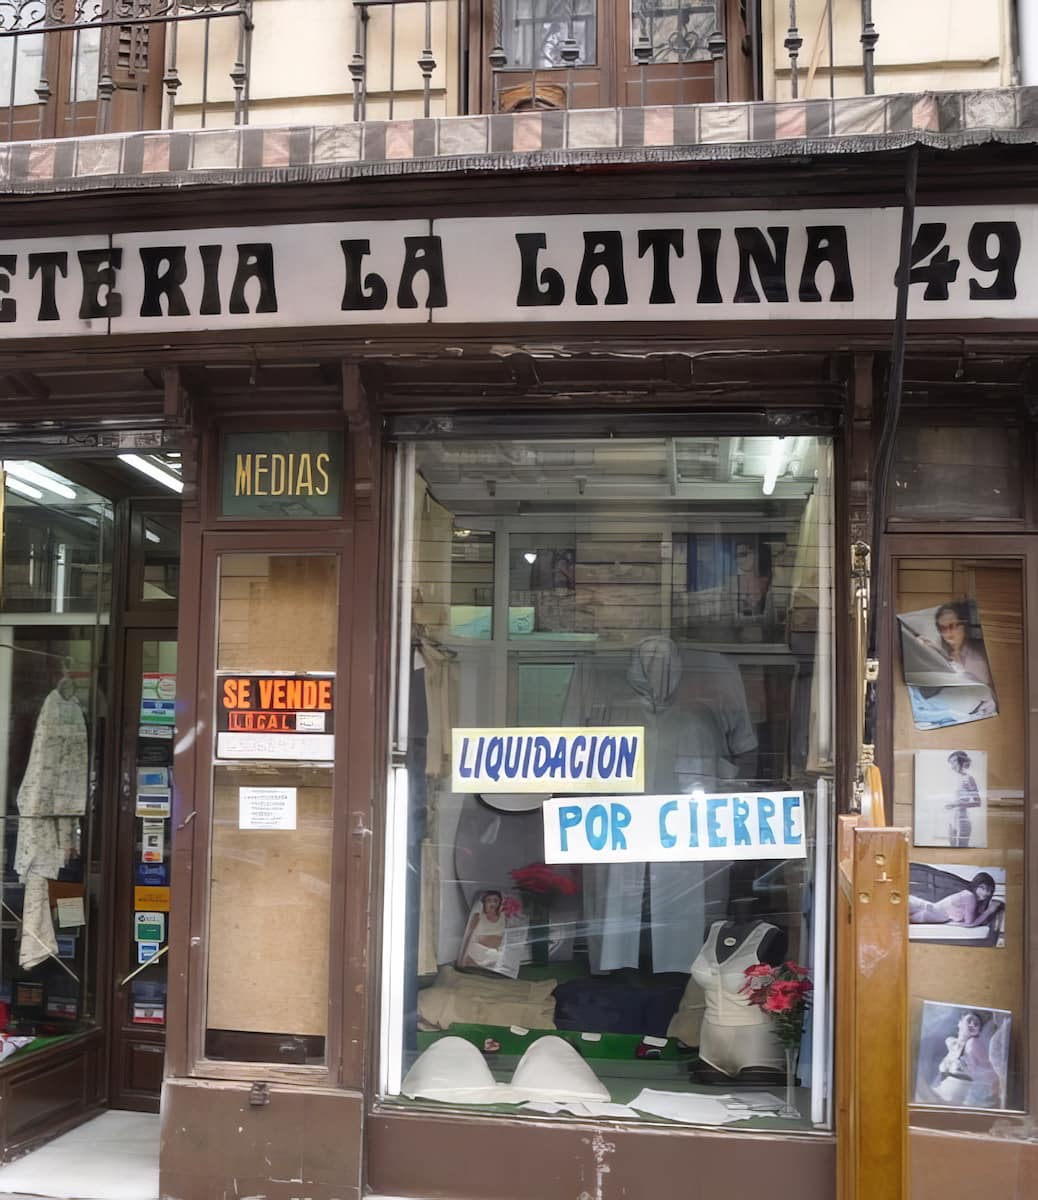 ETERIA LA LATINA 49
MEDIAS
SE VENDE
LOCAL
LIQUIDACION
POR CIERRE